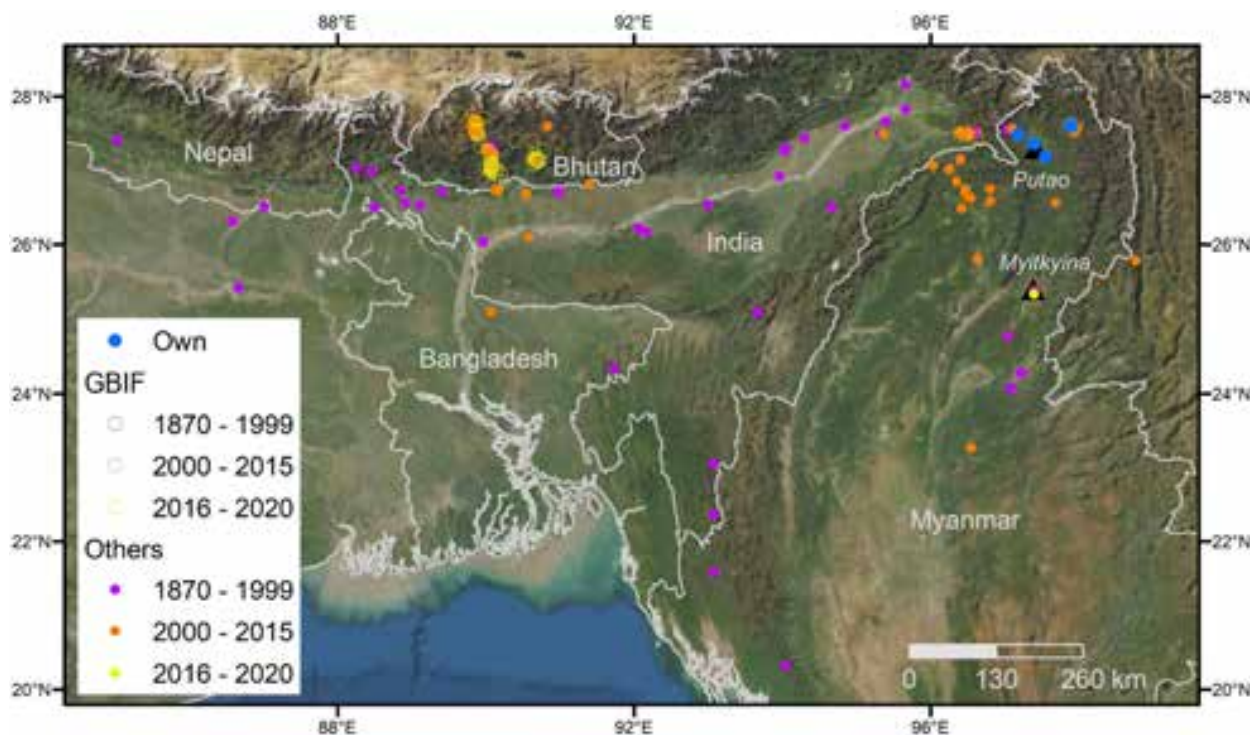 88°E 92°E 96°E
28°N 28°N
Nepal
Bhutan
Putao
26°N 26°N
India
Myitkyina
Bangladesh
24°N 24°N
Myanmar
22°N 22°N
20°N 20°N
Own
GBIF
1870 - 1999
2000 - 2015
2016 - 2020
Others
1870 - 1999
2000 - 2015
2016 - 2020
0 130 260 km
88°E 92°E 96°E